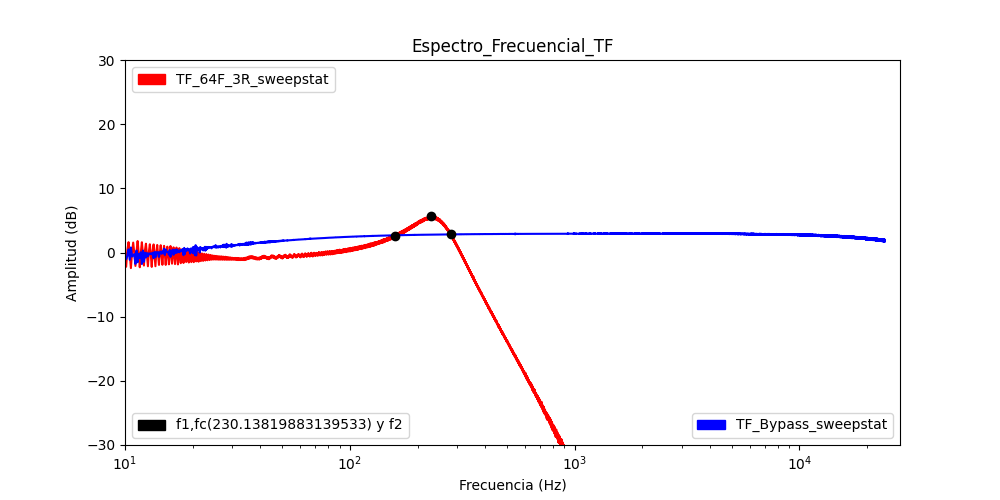 Espectro_Frecuencial_TF
TF_64F_3R_sweepstat
Amplitud (dB)
30
20
10
0
−10
−20
−30
f1,fc(230.13819883139533) y f2
TF_Bypass_sweepstat
10^1
10^2
10^3
10^4
Frecuencia (Hz)